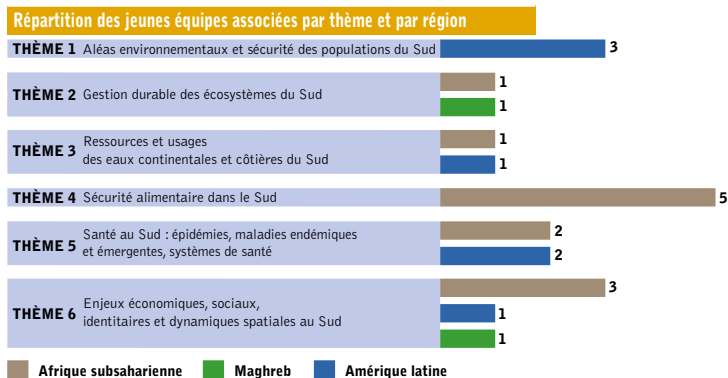 Répartition des jeunes équipes associées par thème et par région
THÈME 1 Aléas environnementaux et sécurité des populations du Sud 3
THÈME 2 Gestion durable des écosystèmes du Sud
1
1
THÈME 3 Ressources et usages
des eaux continentales et côtières du Sud
1
1
THÈME 4 Sécurité alimentaire dans le Sud 5
THÈME 5 Santé au Sud : épidémies, maladies endémiques
et émergentes, systèmes de santé
2
2
THÈME 6 Enjeux économiques, sociaux,
identitaires et dynamiques spatiales au Sud
3
1
1
Afrique subsaharienne Maghreb Amérique latine